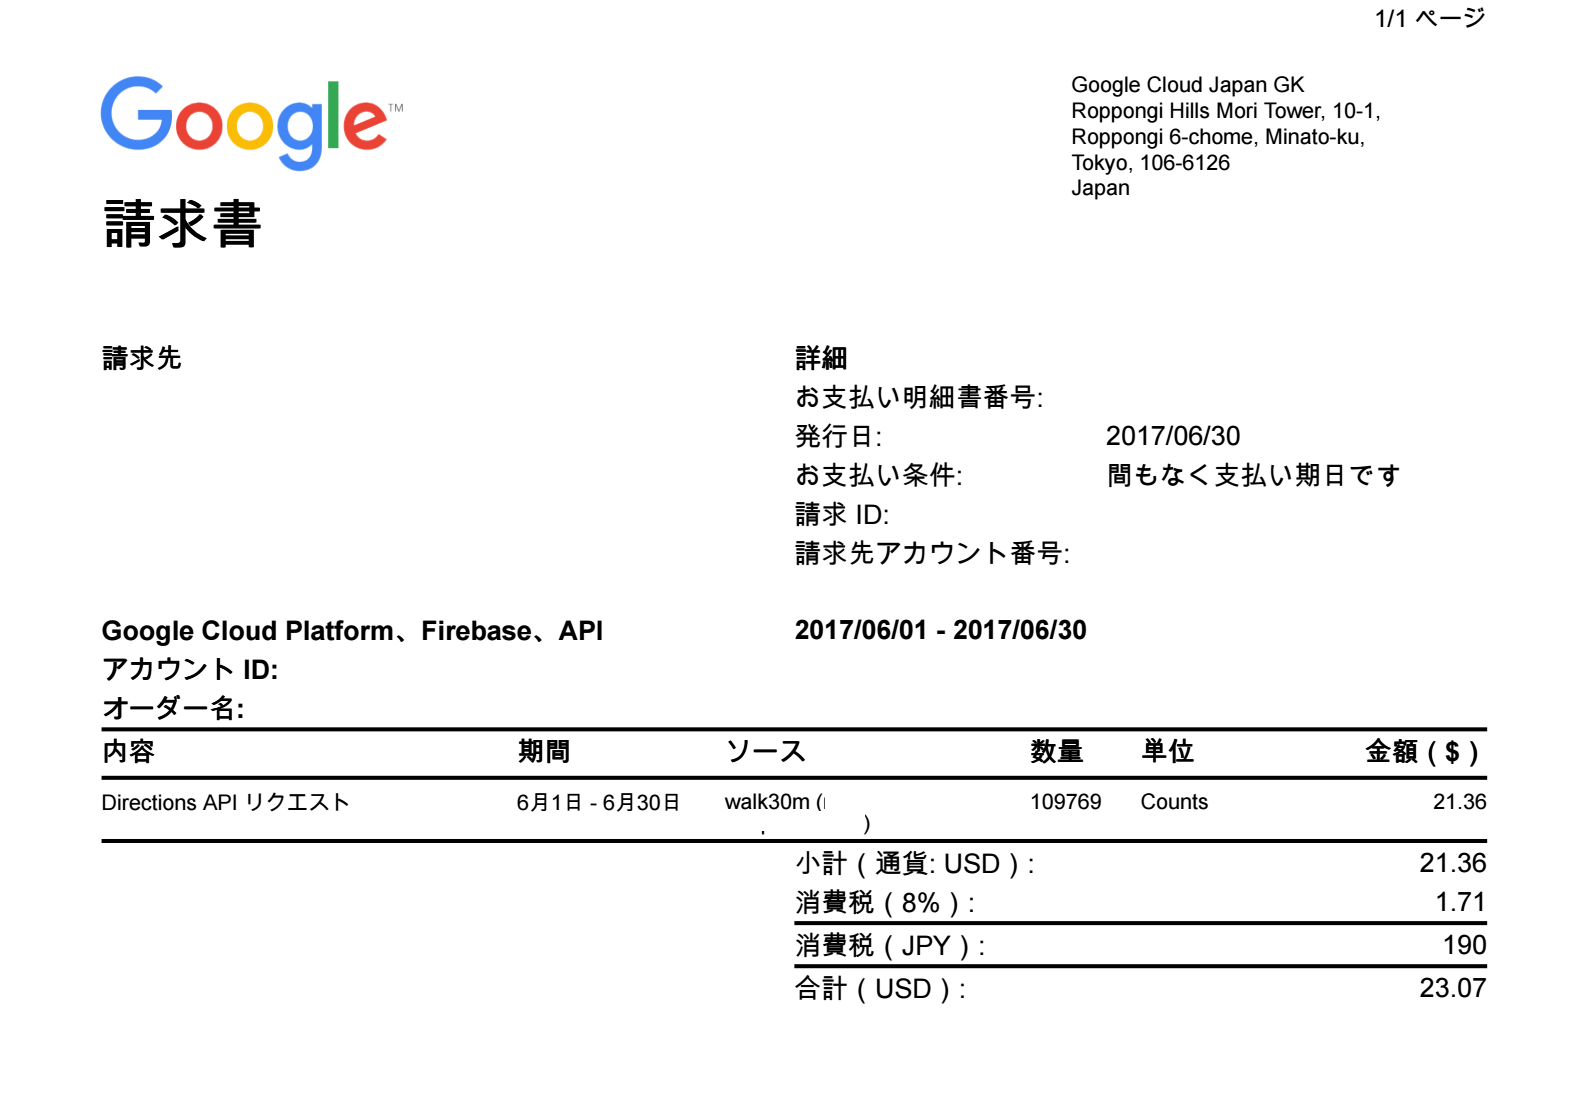 1/1 ページ
Google™
Google Cloud Japan GK
Roppongi Hills Mori Tower, 10-1,
Roppongi 6-chome, Minato-ku,
Tokyo, 106-6126
Japan
請求書
請求先
詳細
お支払い明細書番号:
発行日: 2017/06/30
お支払い条件: 間もなく支払い期日です
請求 ID:
請求先アカウント番号:
Google Cloud Platform、Firebase、API 2017/06/01 - 2017/06/30
アカウント ID:
オーダー名:
内容 期間 ソース 数量 単位 金額 ( $ )
Directions API リクエスト 6月1日 - 6月30日 walk30m ( 109769 Counts 21.36
)
小計 ( 通貨: USD ) : 21.36
消費税 ( 8% ) : 1.71
消費税 ( JPY ) : 190
合計 ( USD ) : 23.07